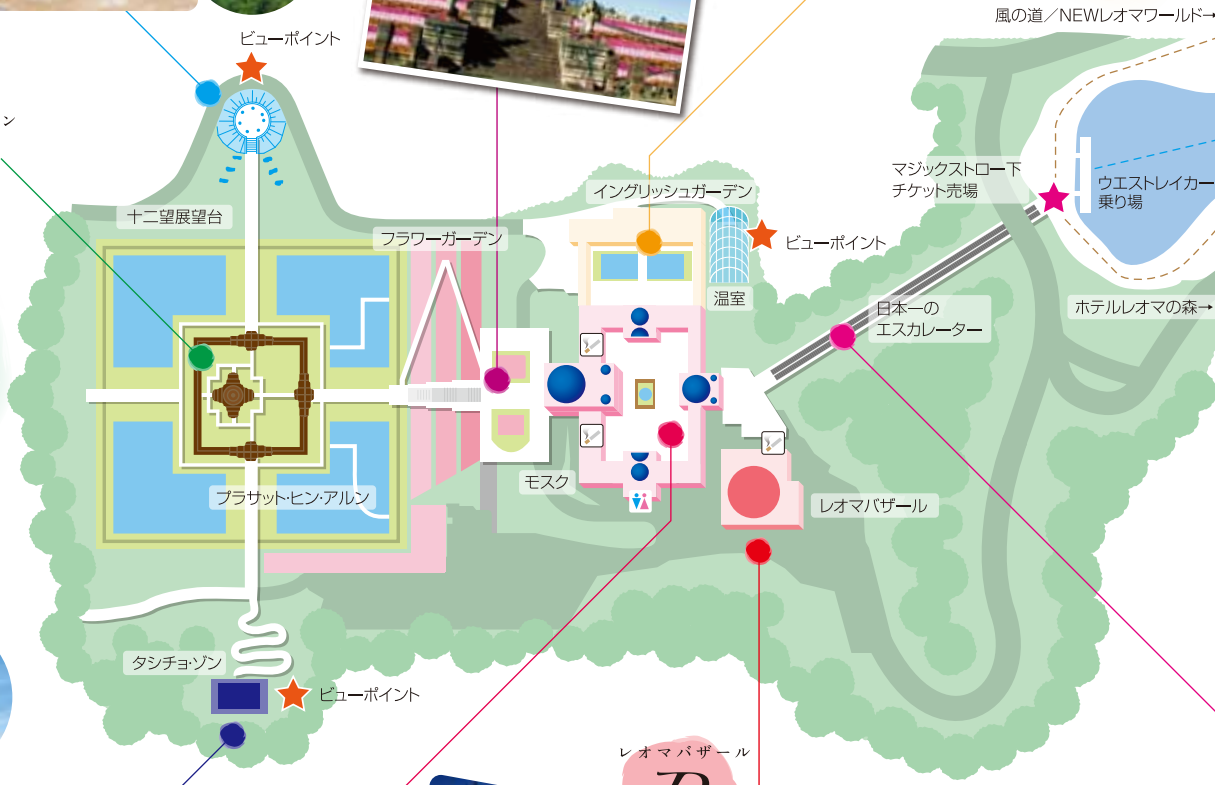 風の道／NEWレオマワールド→
ビューポイント
ン
マジックストロー下
チケット売場
ウエストレイカー
乗り場
イングリッシュガーデン
十二望展望台
フラワーガーデン
ビューポイント
温室
日本一の
エスカレーター
ホテルレオマの森→
モスク
プラサット・ヒン・アルン
レオマバザール
タシチョ・ゾン
ビューポイント
レオマバザール